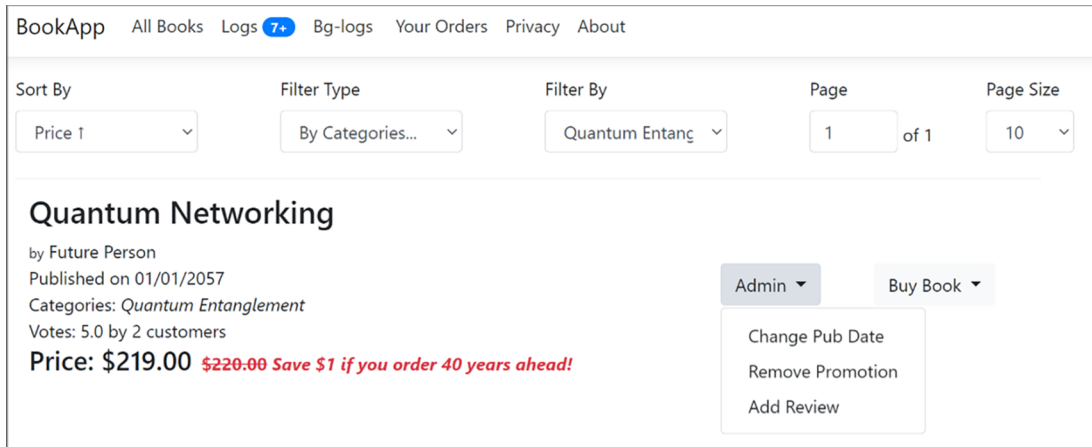 BookApp All Books Logs 7+ Bg-logs Your Orders Privacy About
Sort By Filter Type Filter By Page Page Size
Price ↑ By Categories... Quantum Entang 1 of 1 10
Quantum Networking
by Future Person
Published on 01/01/2057
Categories: Quantum Entanglement
Votes: 5.0 by 2 customers
Price: $219.00 $220.00 Save $1 if you order 40 years ahead!
Admin Buy Book
Change Pub Date
Remove Promotion
Add Review